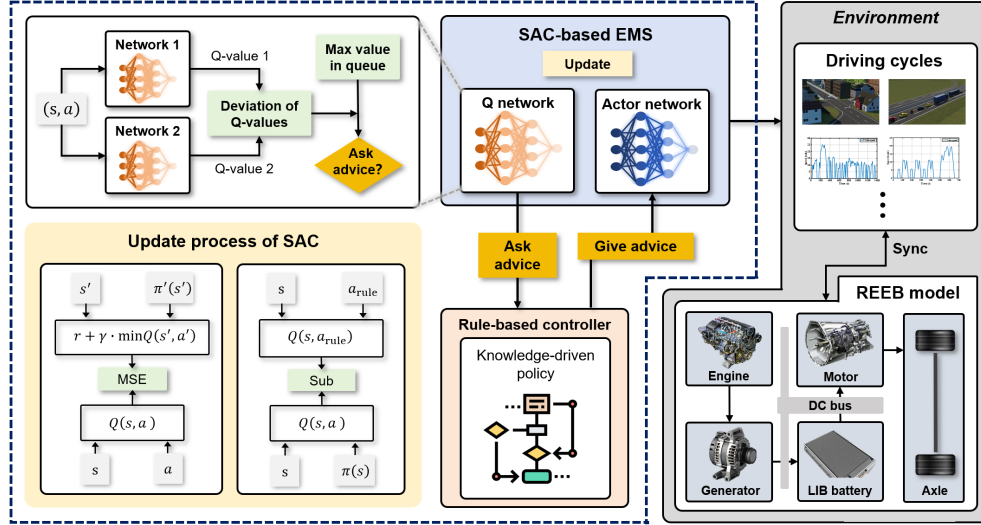 Network 1
Q-value 1
Max value
in queue
(s, a)
Deviation of
Q-values
Network 2
Q-value 2
Ask
advice?
SAC-based EMS
Update
Q network
Actor network
Environment
Driving cycles
Sync
Ask
advice
Give advice
Update process of SAC
s′
π′(s′)
r + γ · minQ(s′, a′)
MSE
Q(s, a)
s
a
s
a_rule
Q(s, a_rule)
Sub
Q(s, a)
s
π(s)
Rule-based controller
Knowledge-driven
policy
...
...
REEB model
Engine
Motor
DC bus
Generator
LIB battery
Axle